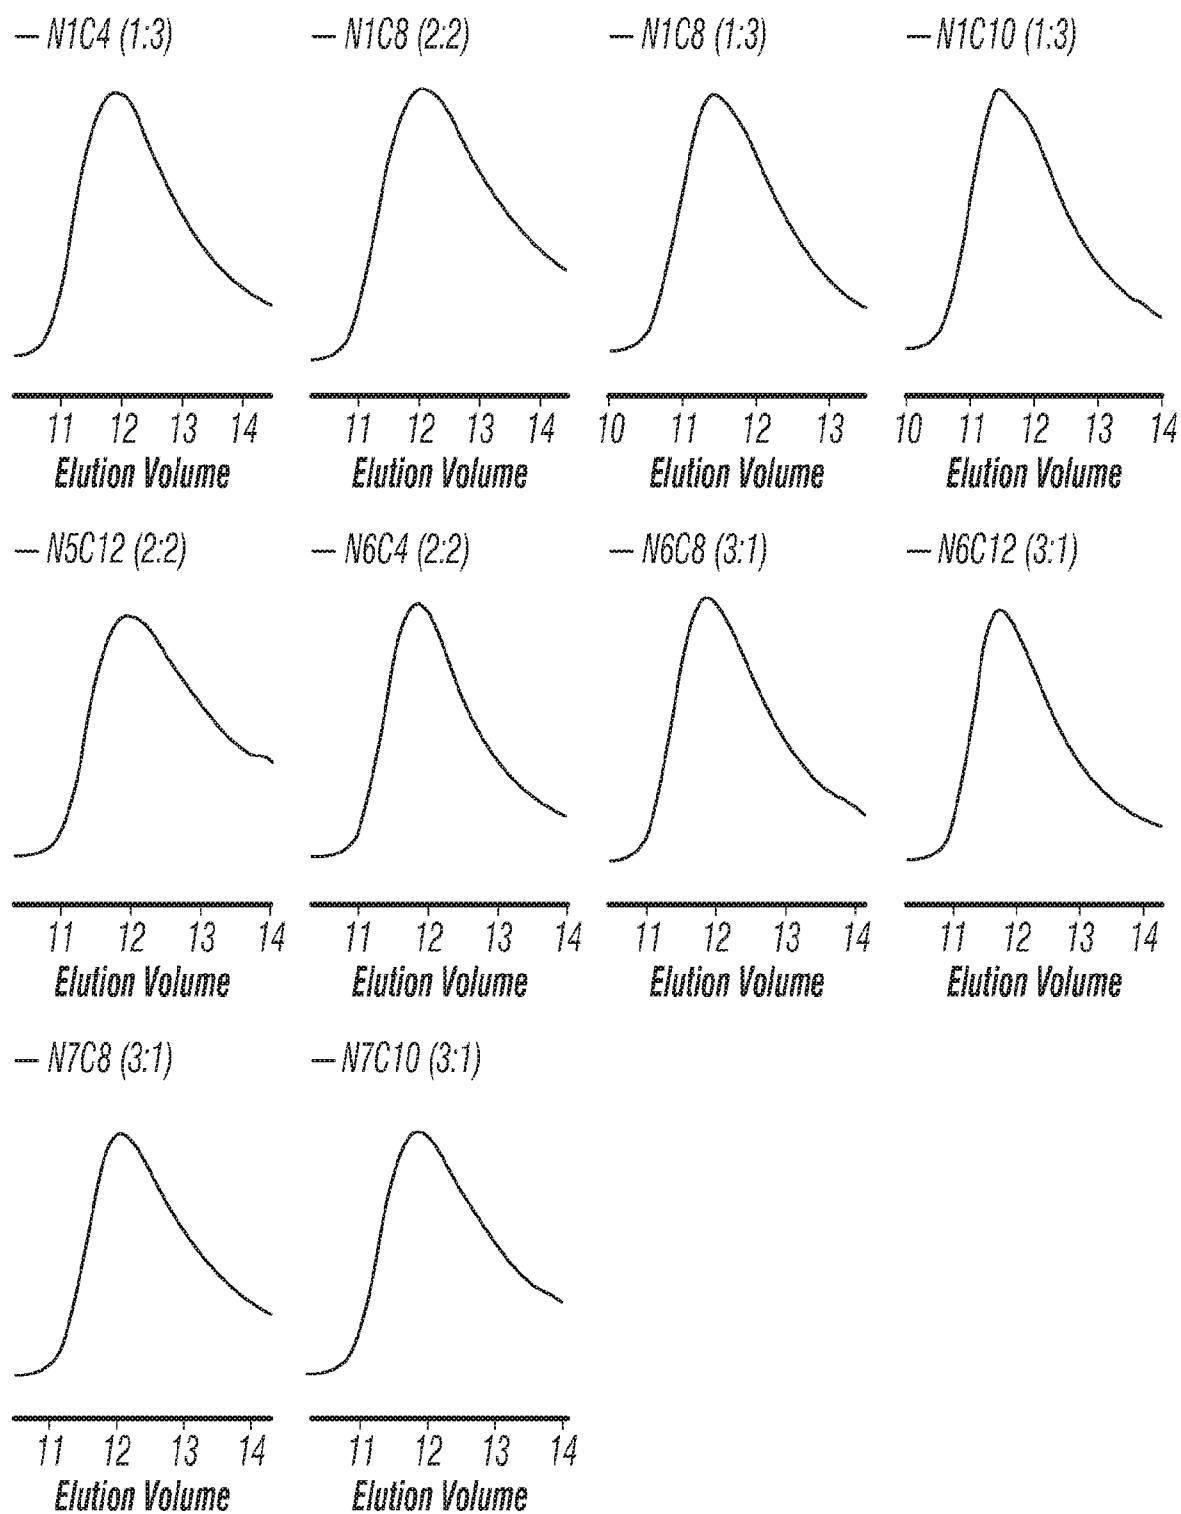 — N1C4 (1:3) — N1C8 (2:2) — N1C8 (1:3) — N1C10 (1:3)
11 12 13 14 11 12 13 14 10 11 12 13 10 11 12 13 14
Elution Volume Elution Volume Elution Volume Elution Volume
— N5C12 (2:2) — N6C4 (2:2) — N6C8 (3:1) — N6C12 (3:1)
11 12 13 14 11 12 13 14 11 12 13 14 11 12 13 14
Elution Volume Elution Volume Elution Volume Elution Volume
— N7C8 (3:1) — N7C10 (3:1)
11 12 13 14 11 12 13 14
Elution Volume Elution Volume